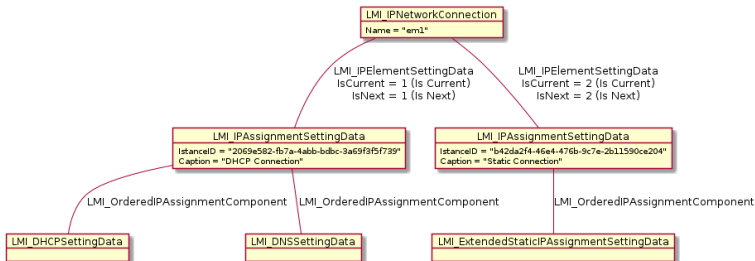 LMI_IPNetworkConnection
Name = "em1"
LMI_IPElementSettingData
IsCurrent = 1 (Is Current)
IsNext = 1 (Is Next)
LMI_IPElementSettingData
IsCurrent = 2 (Is Current)
IsNext = 2 (Is Next)
LMI_IPAssignmentSettingData
IstanceID = "2069e582-fb7a-4abb-bdbc-3a69f3f5f739"
Caption = "DHCP Connection"
LMI_IPAssignmentSettingData
IstanceID = "b42da2f4-46e4-476b-9c7e-2b11590ce204"
Caption = "Static Connection"
LMI_OrderedIPAssignmentComponent
LMI_OrderedIPAssignmentComponent
LMI_OrderedIPAssignmentComponent
LMI_DHCPSettingData
LMI_DNSSettingData
LMI_ExtendedStaticIPAssignmentSettingData